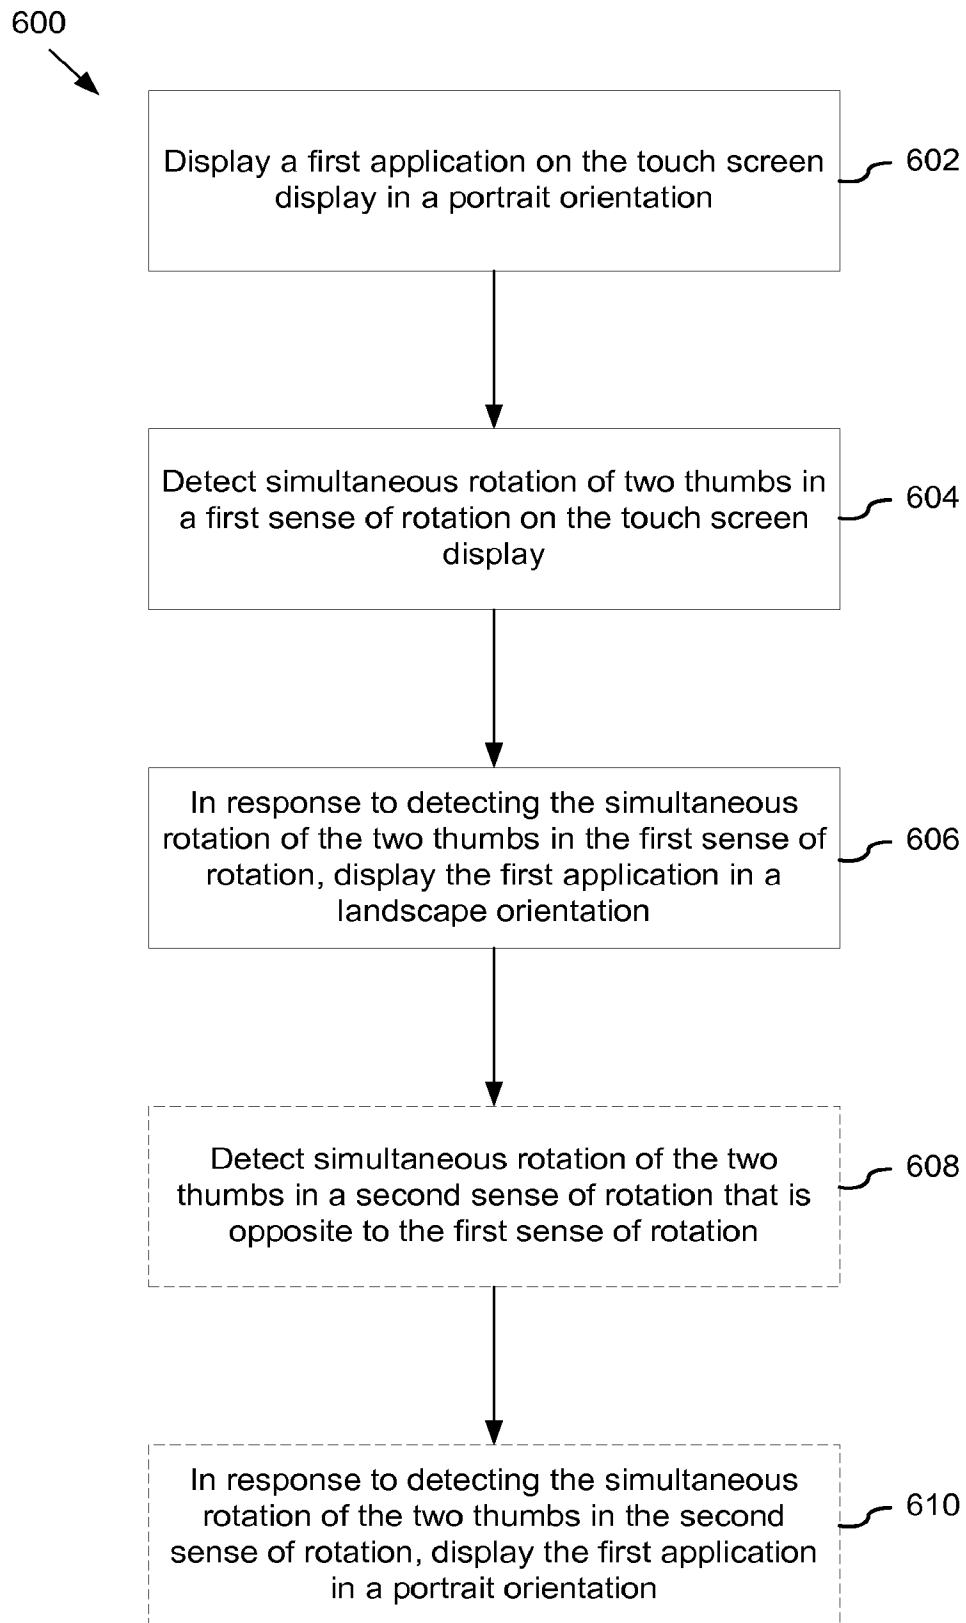 600
Display a first application on the touch screen
display in a portrait orientation
602
Detect simultaneous rotation of two thumbs in
a first sense of rotation on the touch screen
display
604
In response to detecting the simultaneous
rotation of the two thumbs in the first sense of
rotation, display the first application in a
landscape orientation
606
Detect simultaneous rotation of the two
thumbs in a second sense of rotation that is
opposite to the first sense of rotation
608
In response to detecting the simultaneous
rotation of the two thumbs in the second
sense of rotation, display the first application
in a portrait orientation
610